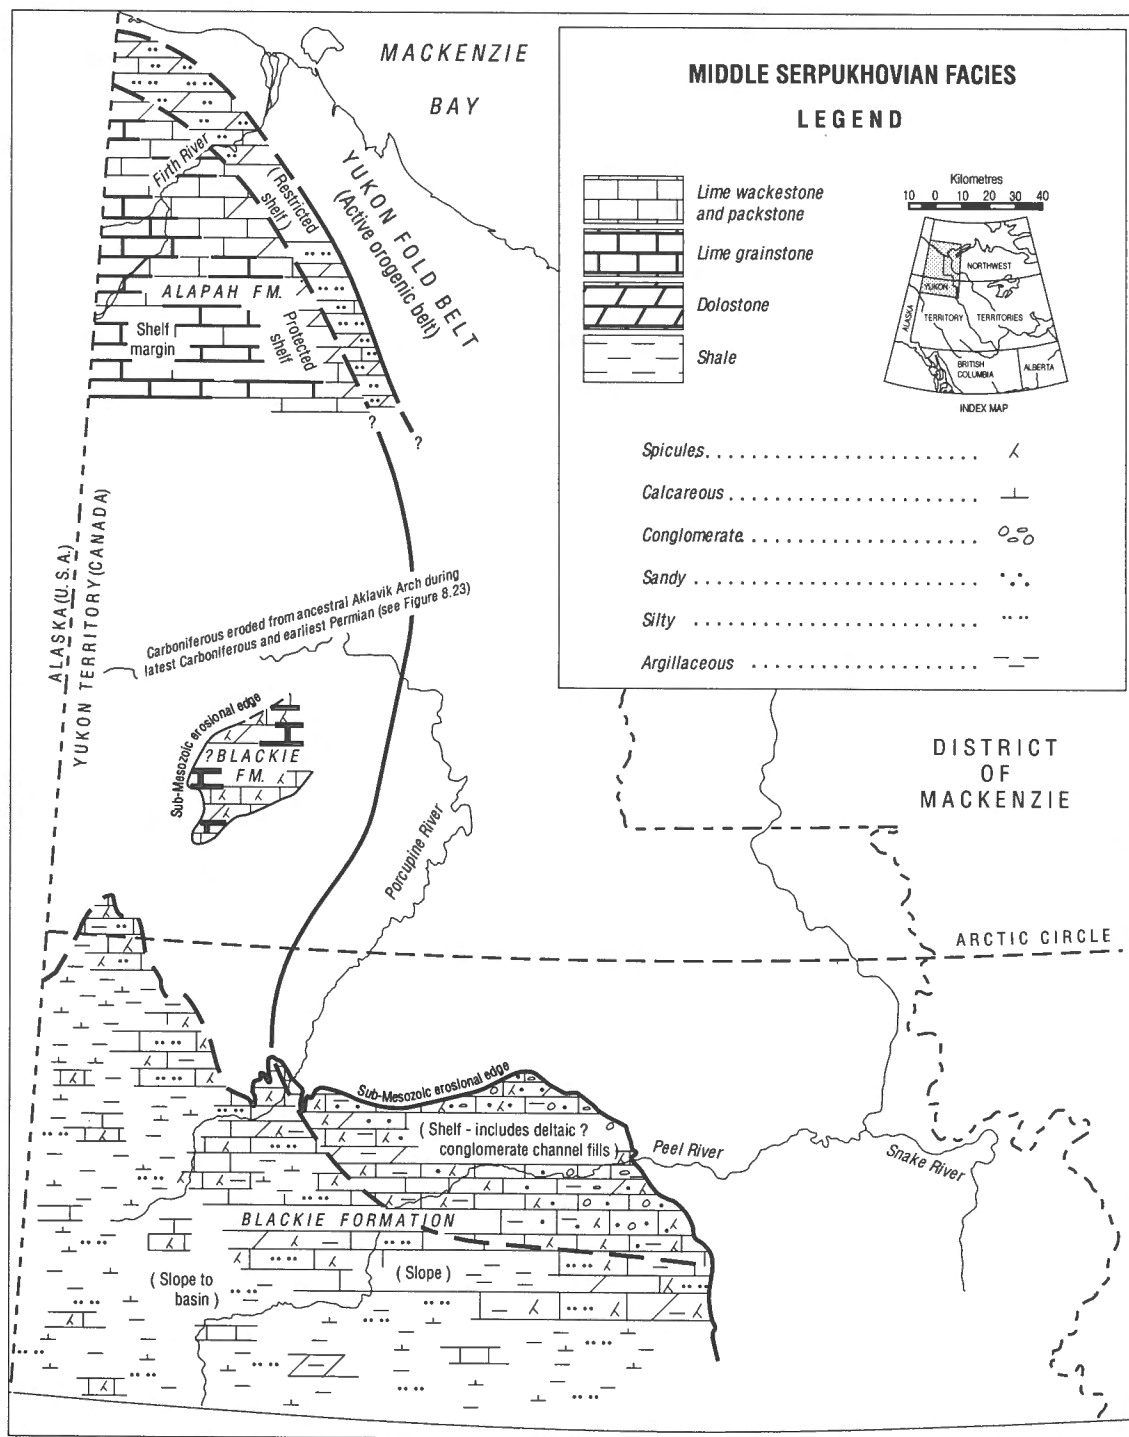 MACKENZIE
BAY
MIDDLE SERPUKHOVIAN FACIES
LEGEND
Lime wackestone
and packstone
Lime grainstone
Dolostone
Shale
Kilometres
10 0 10 20 30 40
NORTHWEST
YUKON
ALASKA
TERRITORY
TERRITORIES
BRITISH
COLUMBIA
ALBERTA
INDEX MAP
Spicules
Calcareous
Conglomerate
Sandy
Silty
Argillaceous
Firth River
(Restricted
shelf)
YUKON FOLD BELT
(Active orogenic belt)
ALAPAH FM.
Shelf
margin
Protected
shelf
?
?
ALASKA (U.S.A.)
YUKON TERRITORY (CANADA)
Carboniferous eroded from ancestral Aklavik Arch during
latest Carboniferous and earliest Permian (see Figure 8.23)
Sub-Mesozoic erosional edge
? BLACKIE
FM.
Porcupine River
DISTRICT
OF
MACKENZIE
ARCTIC CIRCLE
Sub-Mesozoic erosional edge
(Shelf - includes deltaic ?
conglomerate channel fills)
Peel River
Snake River
BLACKIE FORMATION
(Slope)
(Slope to
basin)